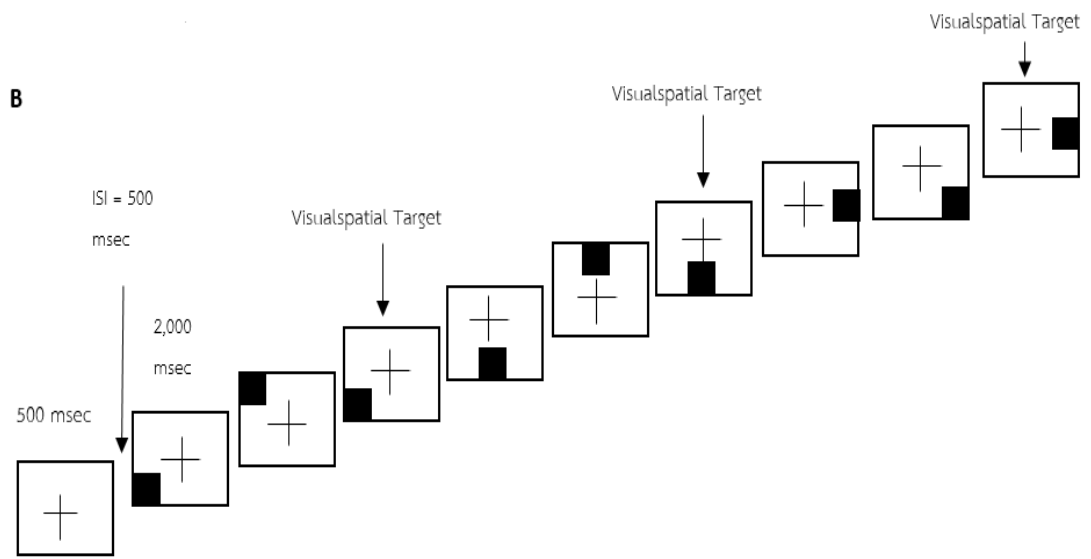 Visualspatial Target
Visualspatial Target
B
ISI = 500
msec
Visualspatial Target
2,000
msec
500 msec